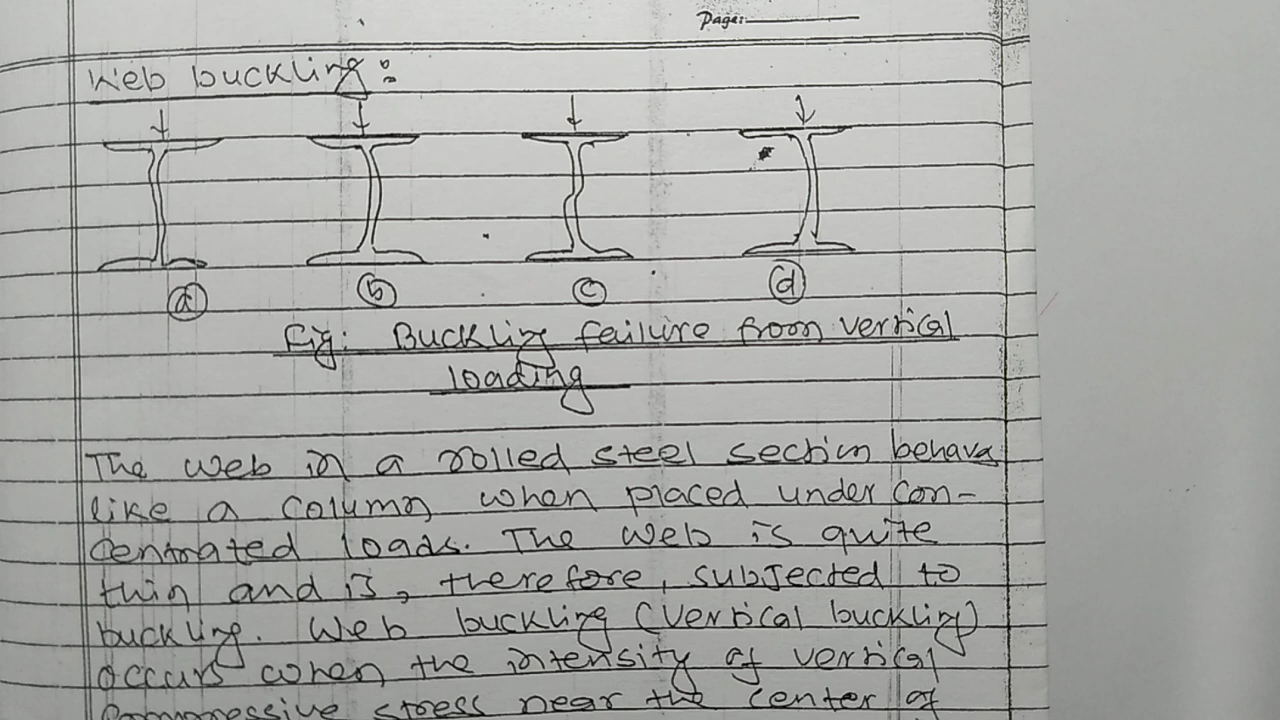 Page:
Web buckling:
a b c d
Fig: Buckling failure from vertical
loading
The web in a rolled steel section behava
like a column when placed under con-
centrated loads. The web is quite
thin and is, therefore, subjected to
buckling. Web buckling (vertical buckling)
occurs when the intensity of vertical
compressive stress near the center of